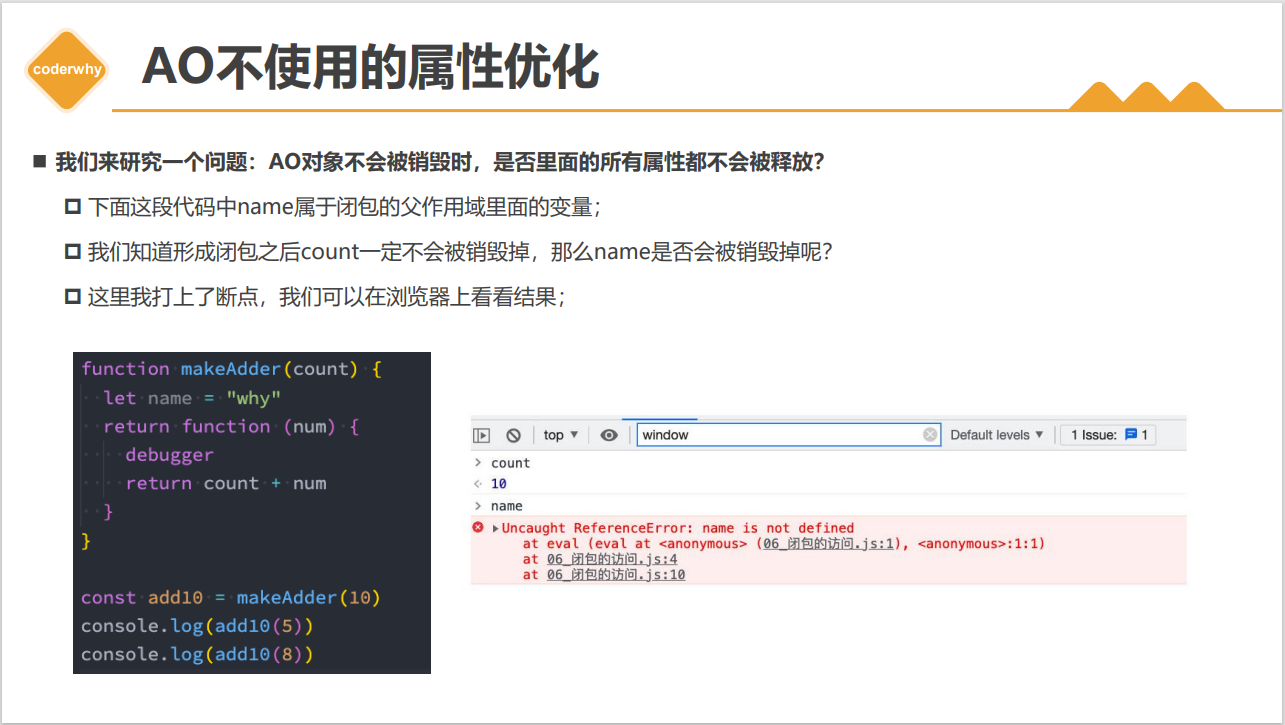 coderwhy
AO不使用的属性优化
我们来研究一个问题：AO对象不会被销毁时，是否里面的所有属性都不会被释放？
下面这段代码中name属于闭包的父作用域里面的变量；
我们知道形成闭包之后count一定不会被销毁掉，那么name是否会被销毁掉呢？
这里我打上了断点，我们可以在浏览器上看看结果；
function makeAdder(count) {
let name = "why"
return function (num) {
debugger
return count + num
}
}
const add10 = makeAdder(10)
console.log(add10(5))
console.log(add10(8))
top ▼ window Default levels ▼ 1 Issue: 1
> count
< 10
> name
Uncaught ReferenceError: name is not defined
at eval (eval at <anonymous> (06_闭包的访问.js:1), <anonymous>:1:1)
at 06_闭包的访问.js:4
at 06_闭包的访问.js:10